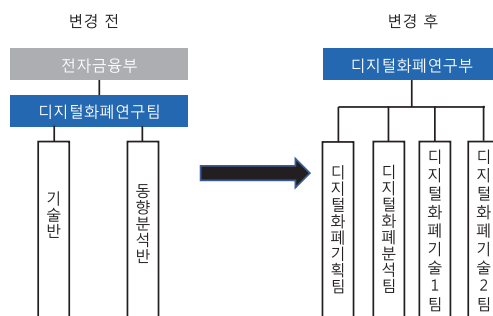 변경 전
변경 후
전자금융부
디지털화폐연구팀
기술반
동향분석반
디지털화폐연구부
디지털화폐기획팀
디지털화폐분석팀
디지털화폐기술1팀
디지털화폐기술2팀